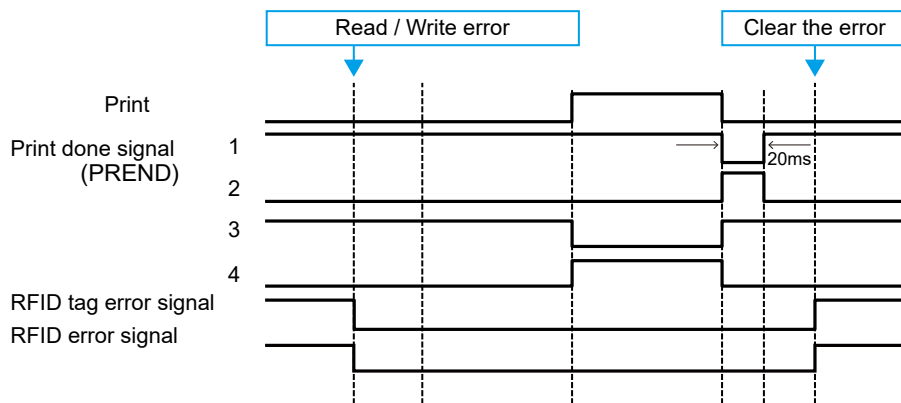 Read / Write error
Clear the error
Print
Print done signal
(PREND)
1
20ms
2
3
4
RFID tag error signal
RFID error signal